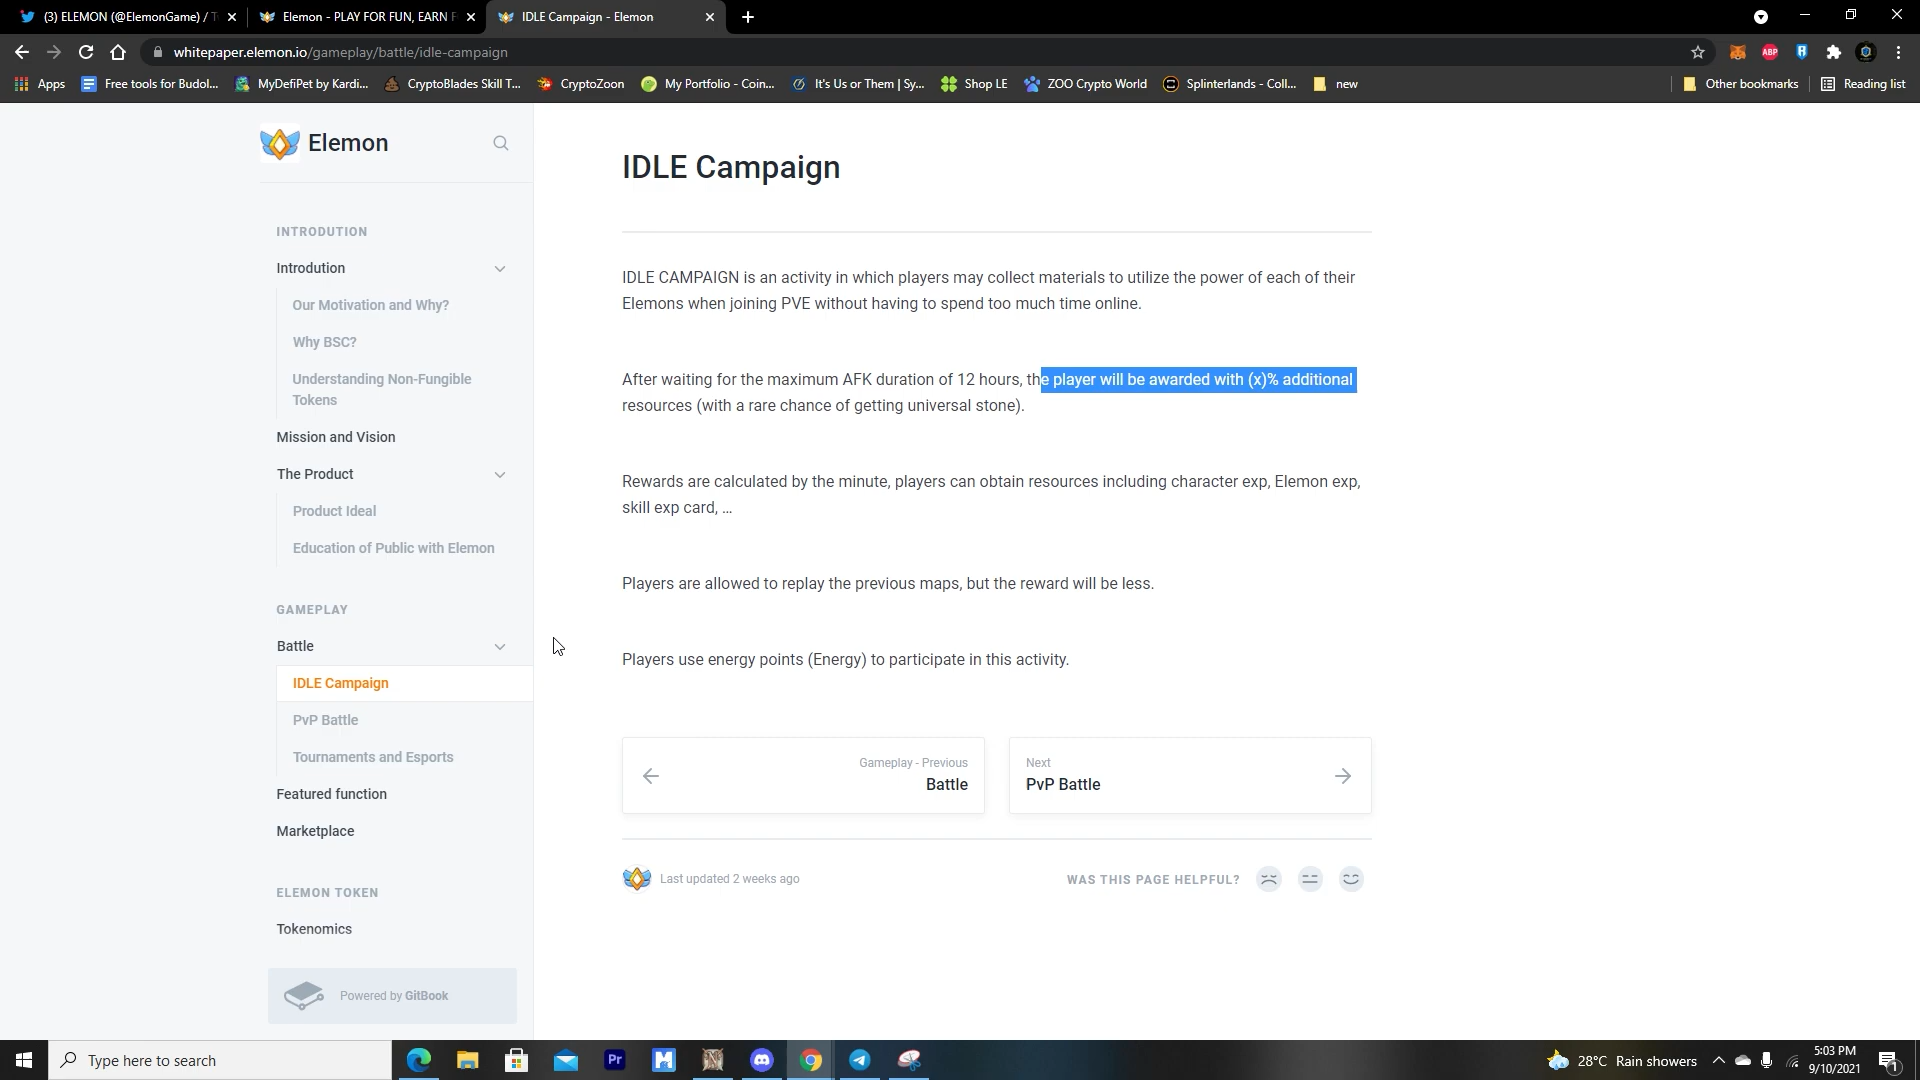 (3) ELEMON (@ElemonGame) / T
Elemon - PLAY FOR FUN, EARN F
IDLE Campaign - Elemon
whitepaper.elemon.io/gameplay/battle/idle-campaign
ABP
Apps
Free tools for Budol...
MyDefiPet by Kardi...
CryptoBlades Skill T...
CryptoZoon
My Portfolio - Coin...
It's Us or Them | Sy...
Shop LE
ZOO Crypto World
Splinterlands - Coll...
new
Other bookmarks
Reading list
Elemon
INTRODUTION
Introdution
Our Motivation and Why?
Why BSC?
Understanding Non-Fungible
Tokens
Mission and Vision
The Product
Product Ideal
Education of Public with Elemon
GAMEPLAY
Battle
IDLE Campaign
PvP Battle
Tournaments and Esports
Featured function
Marketplace
ELEMON TOKEN
Tokenomics
Powered by GitBook
IDLE Campaign
IDLE CAMPAIGN is an activity in which players may collect materials to utilize the power of each of their
Elemons when joining PVE without having to spend too much time online.
After waiting for the maximum AFK duration of 12 hours, the player will be awarded with (x)% additional
resources (with a rare chance of getting universal stone).
Rewards are calculated by the minute, players can obtain resources including character exp, Elemon exp,
skill exp card, ...
Players are allowed to replay the previous maps, but the reward will be less.
Players use energy points (Energy) to participate in this activity.
Gameplay - Previous
Battle
Next
PvP Battle
Last updated 2 weeks ago
WAS THIS PAGE HELPFUL?
Type here to search
Pr
28°C Rain showers
5:03 PM
9/10/2021
1